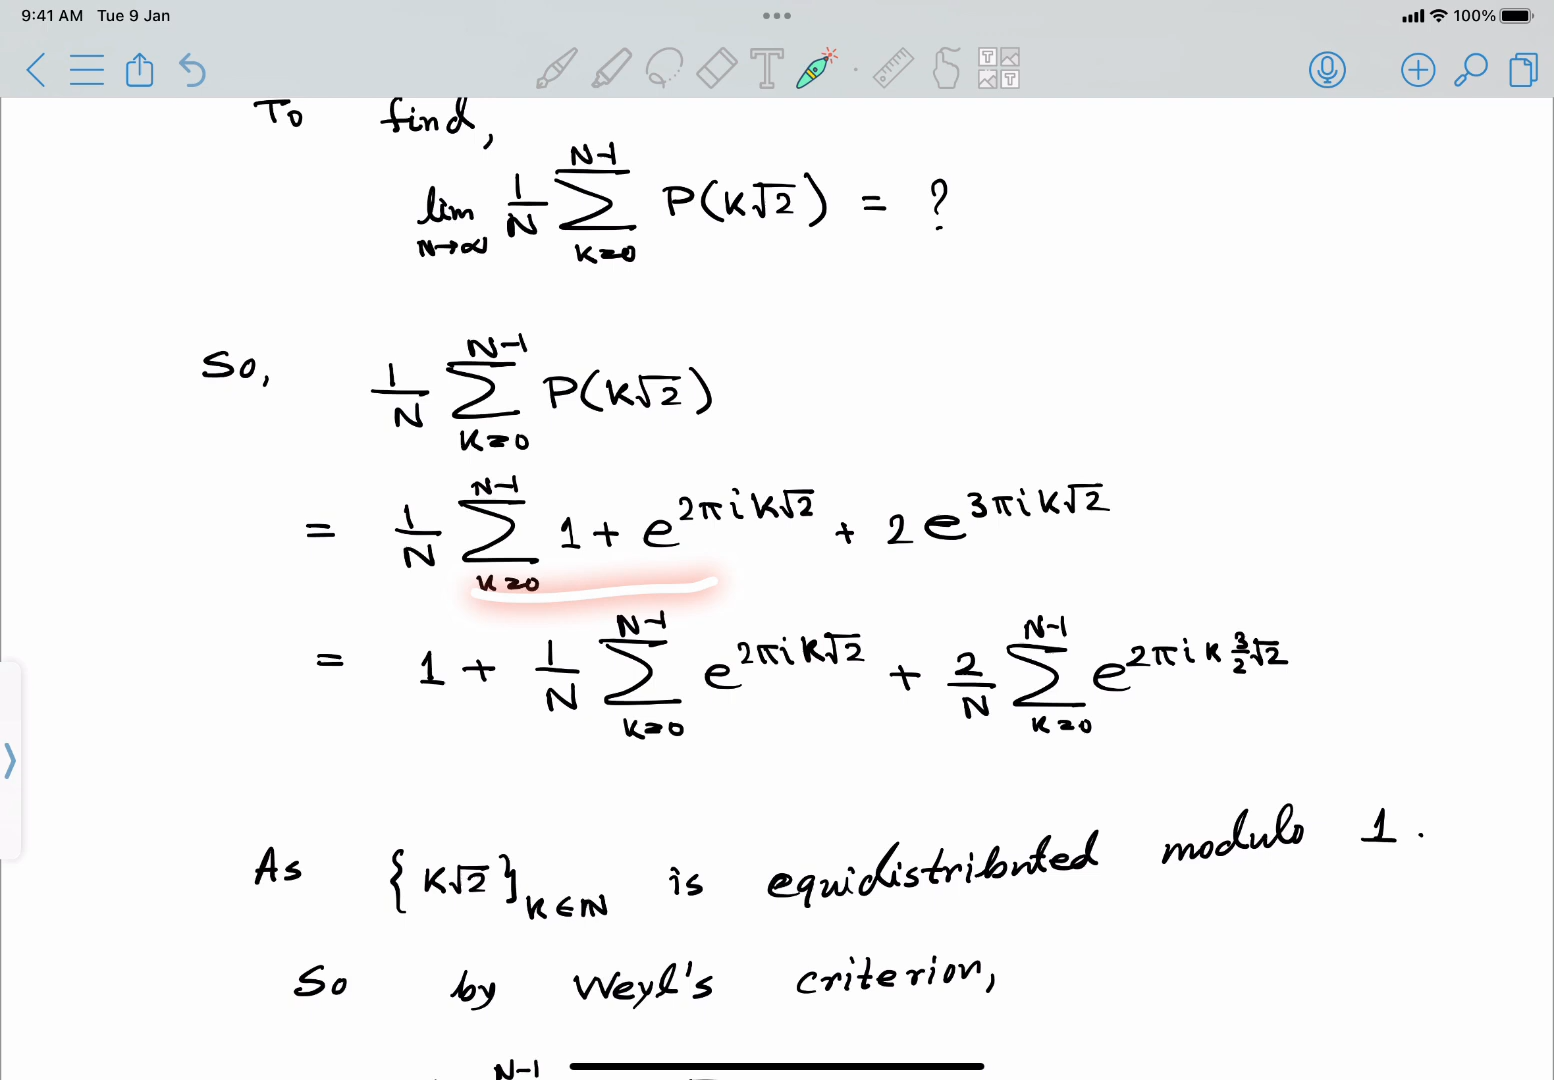 9:41 AM Tue 9 Jan
100%
To find,
lim_{N→∞} 1/N ∑_{k=0}^{N-1} P(k√2) = ?
So, 1/N ∑_{k=0}^{N-1} P(k√2)
= 1/N ∑_{k=0}^{N-1} 1 + e^{2πik√2} + 2e^{3πik√2}
= 1 + 1/N ∑_{k=0}^{N-1} e^{2πik√2} + 2/N ∑_{k=0}^{N-1} e^{2πik 3/2 √2}
As {k√2}_{k∈ℕ} is equidistributed modulo 1.
So by Weyl's criterion,
N-1